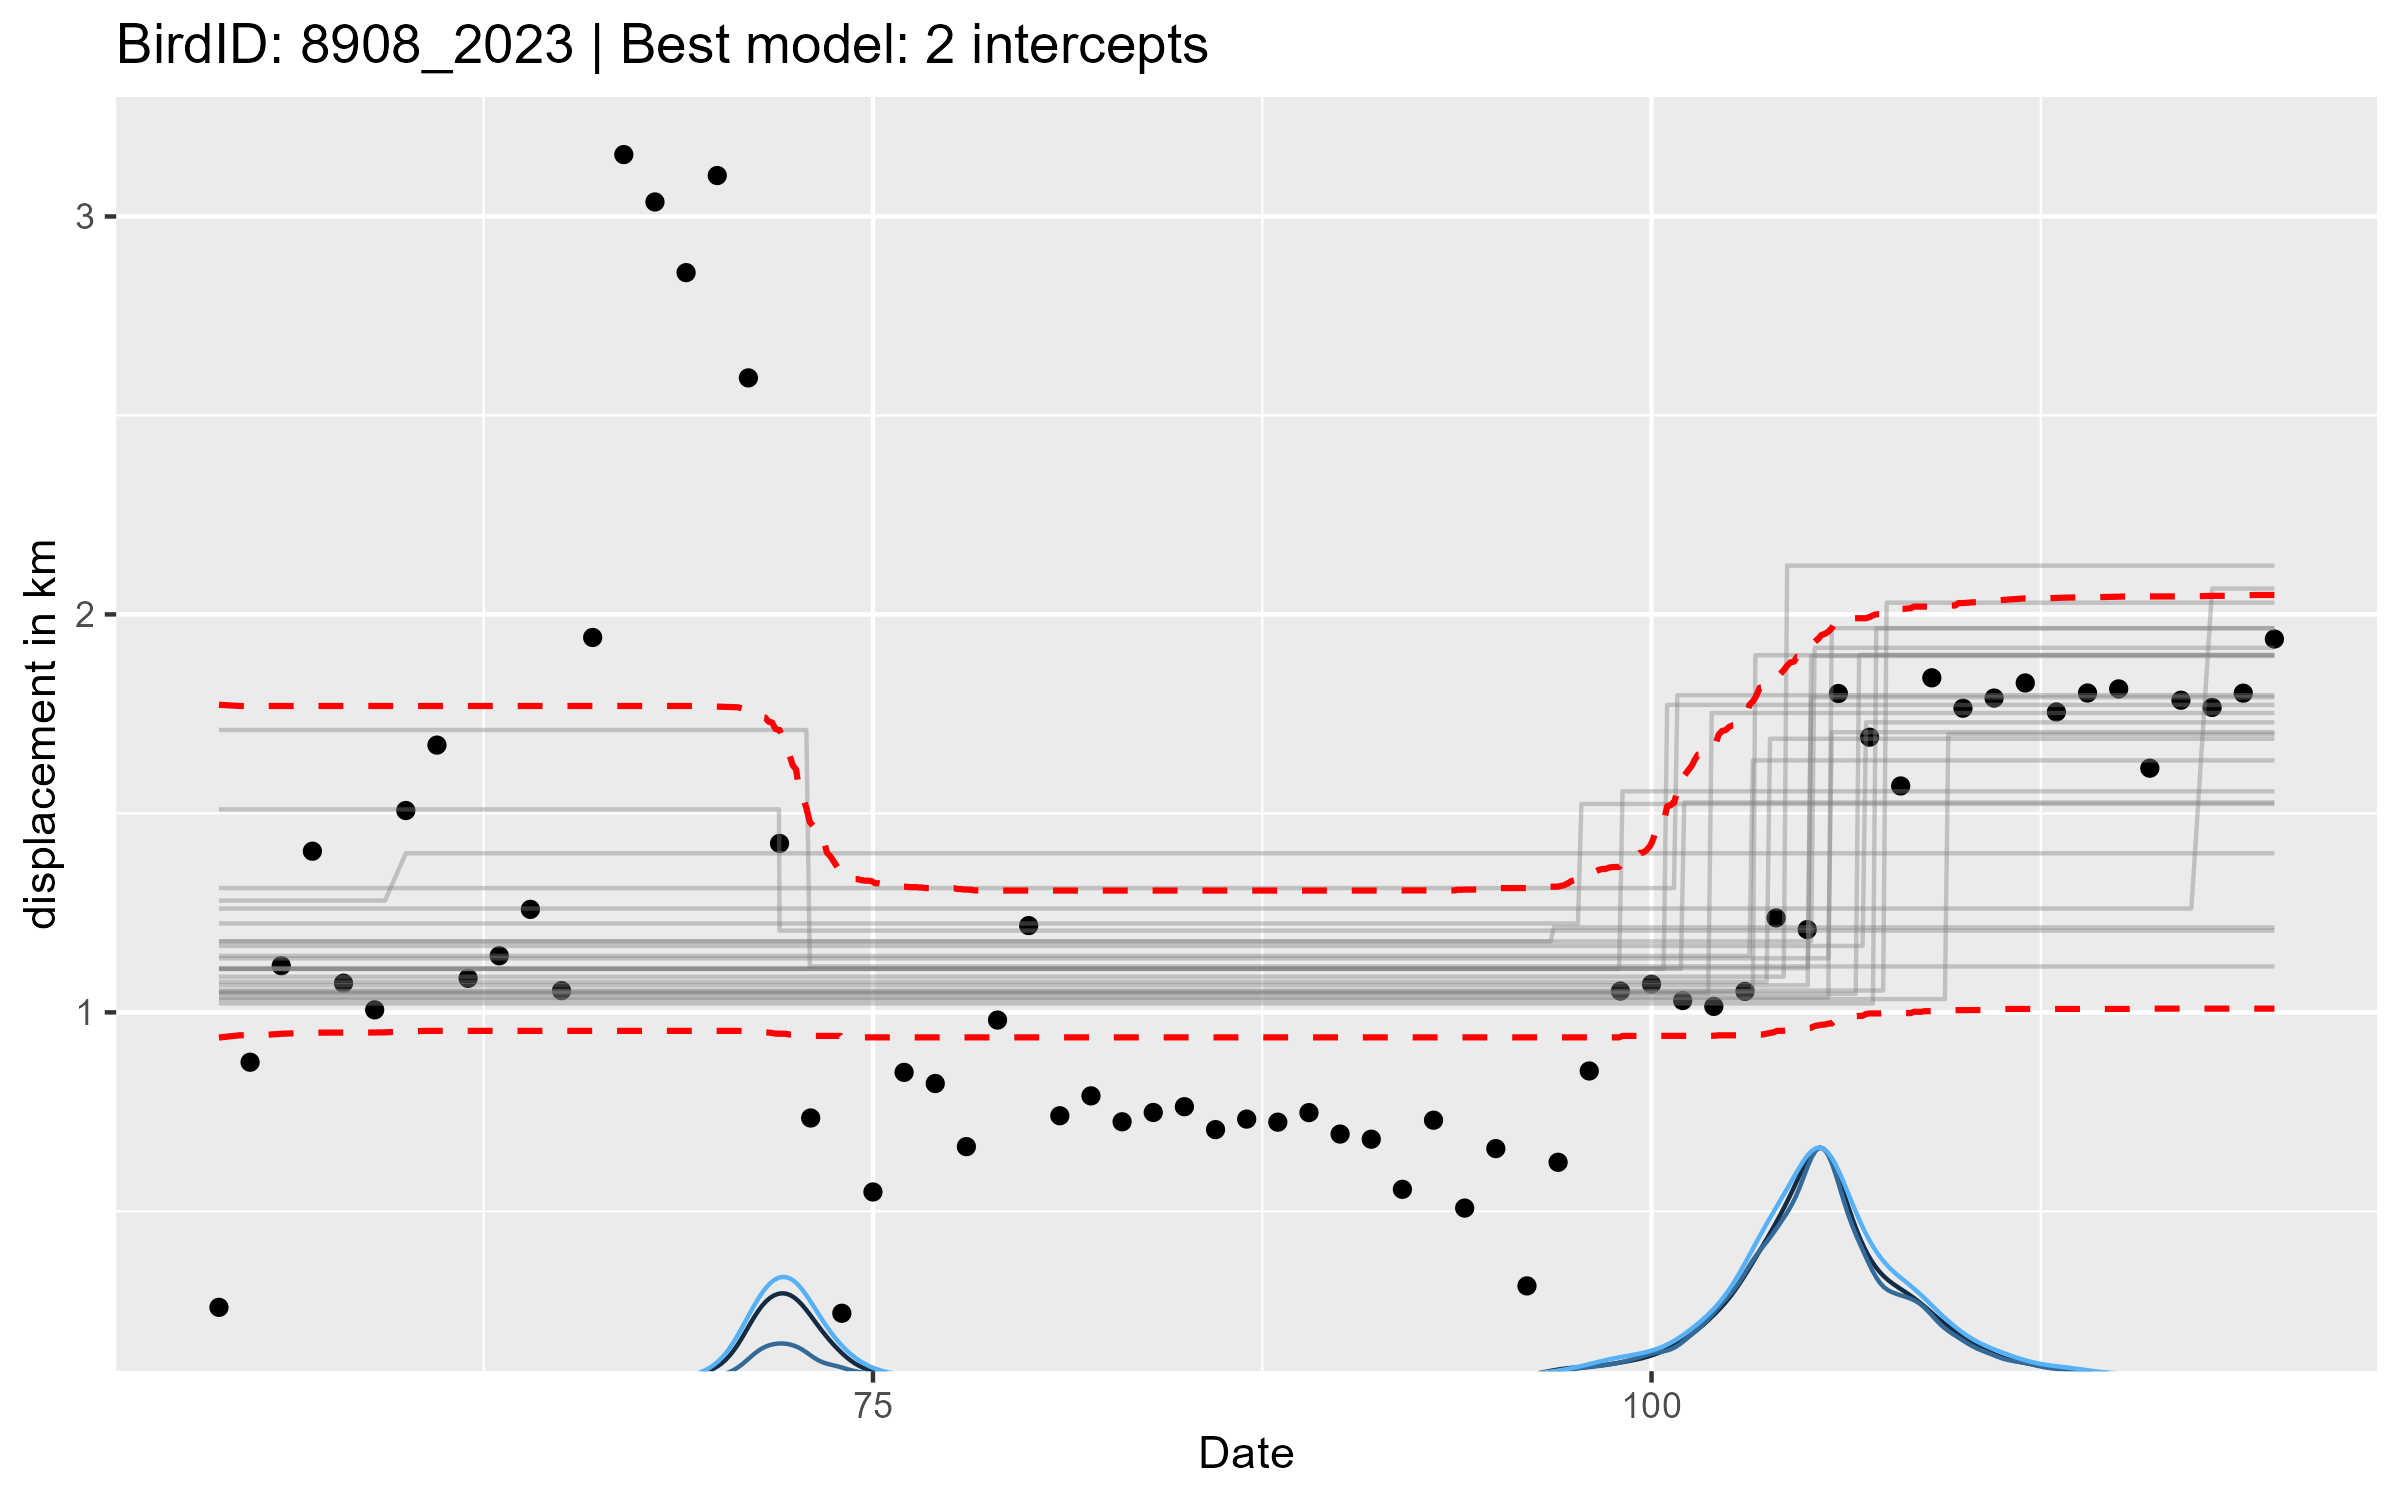 BirdID: 8908_2023 | Best model: 2 intercepts
displacement in km
3
2
1
75
100
Date